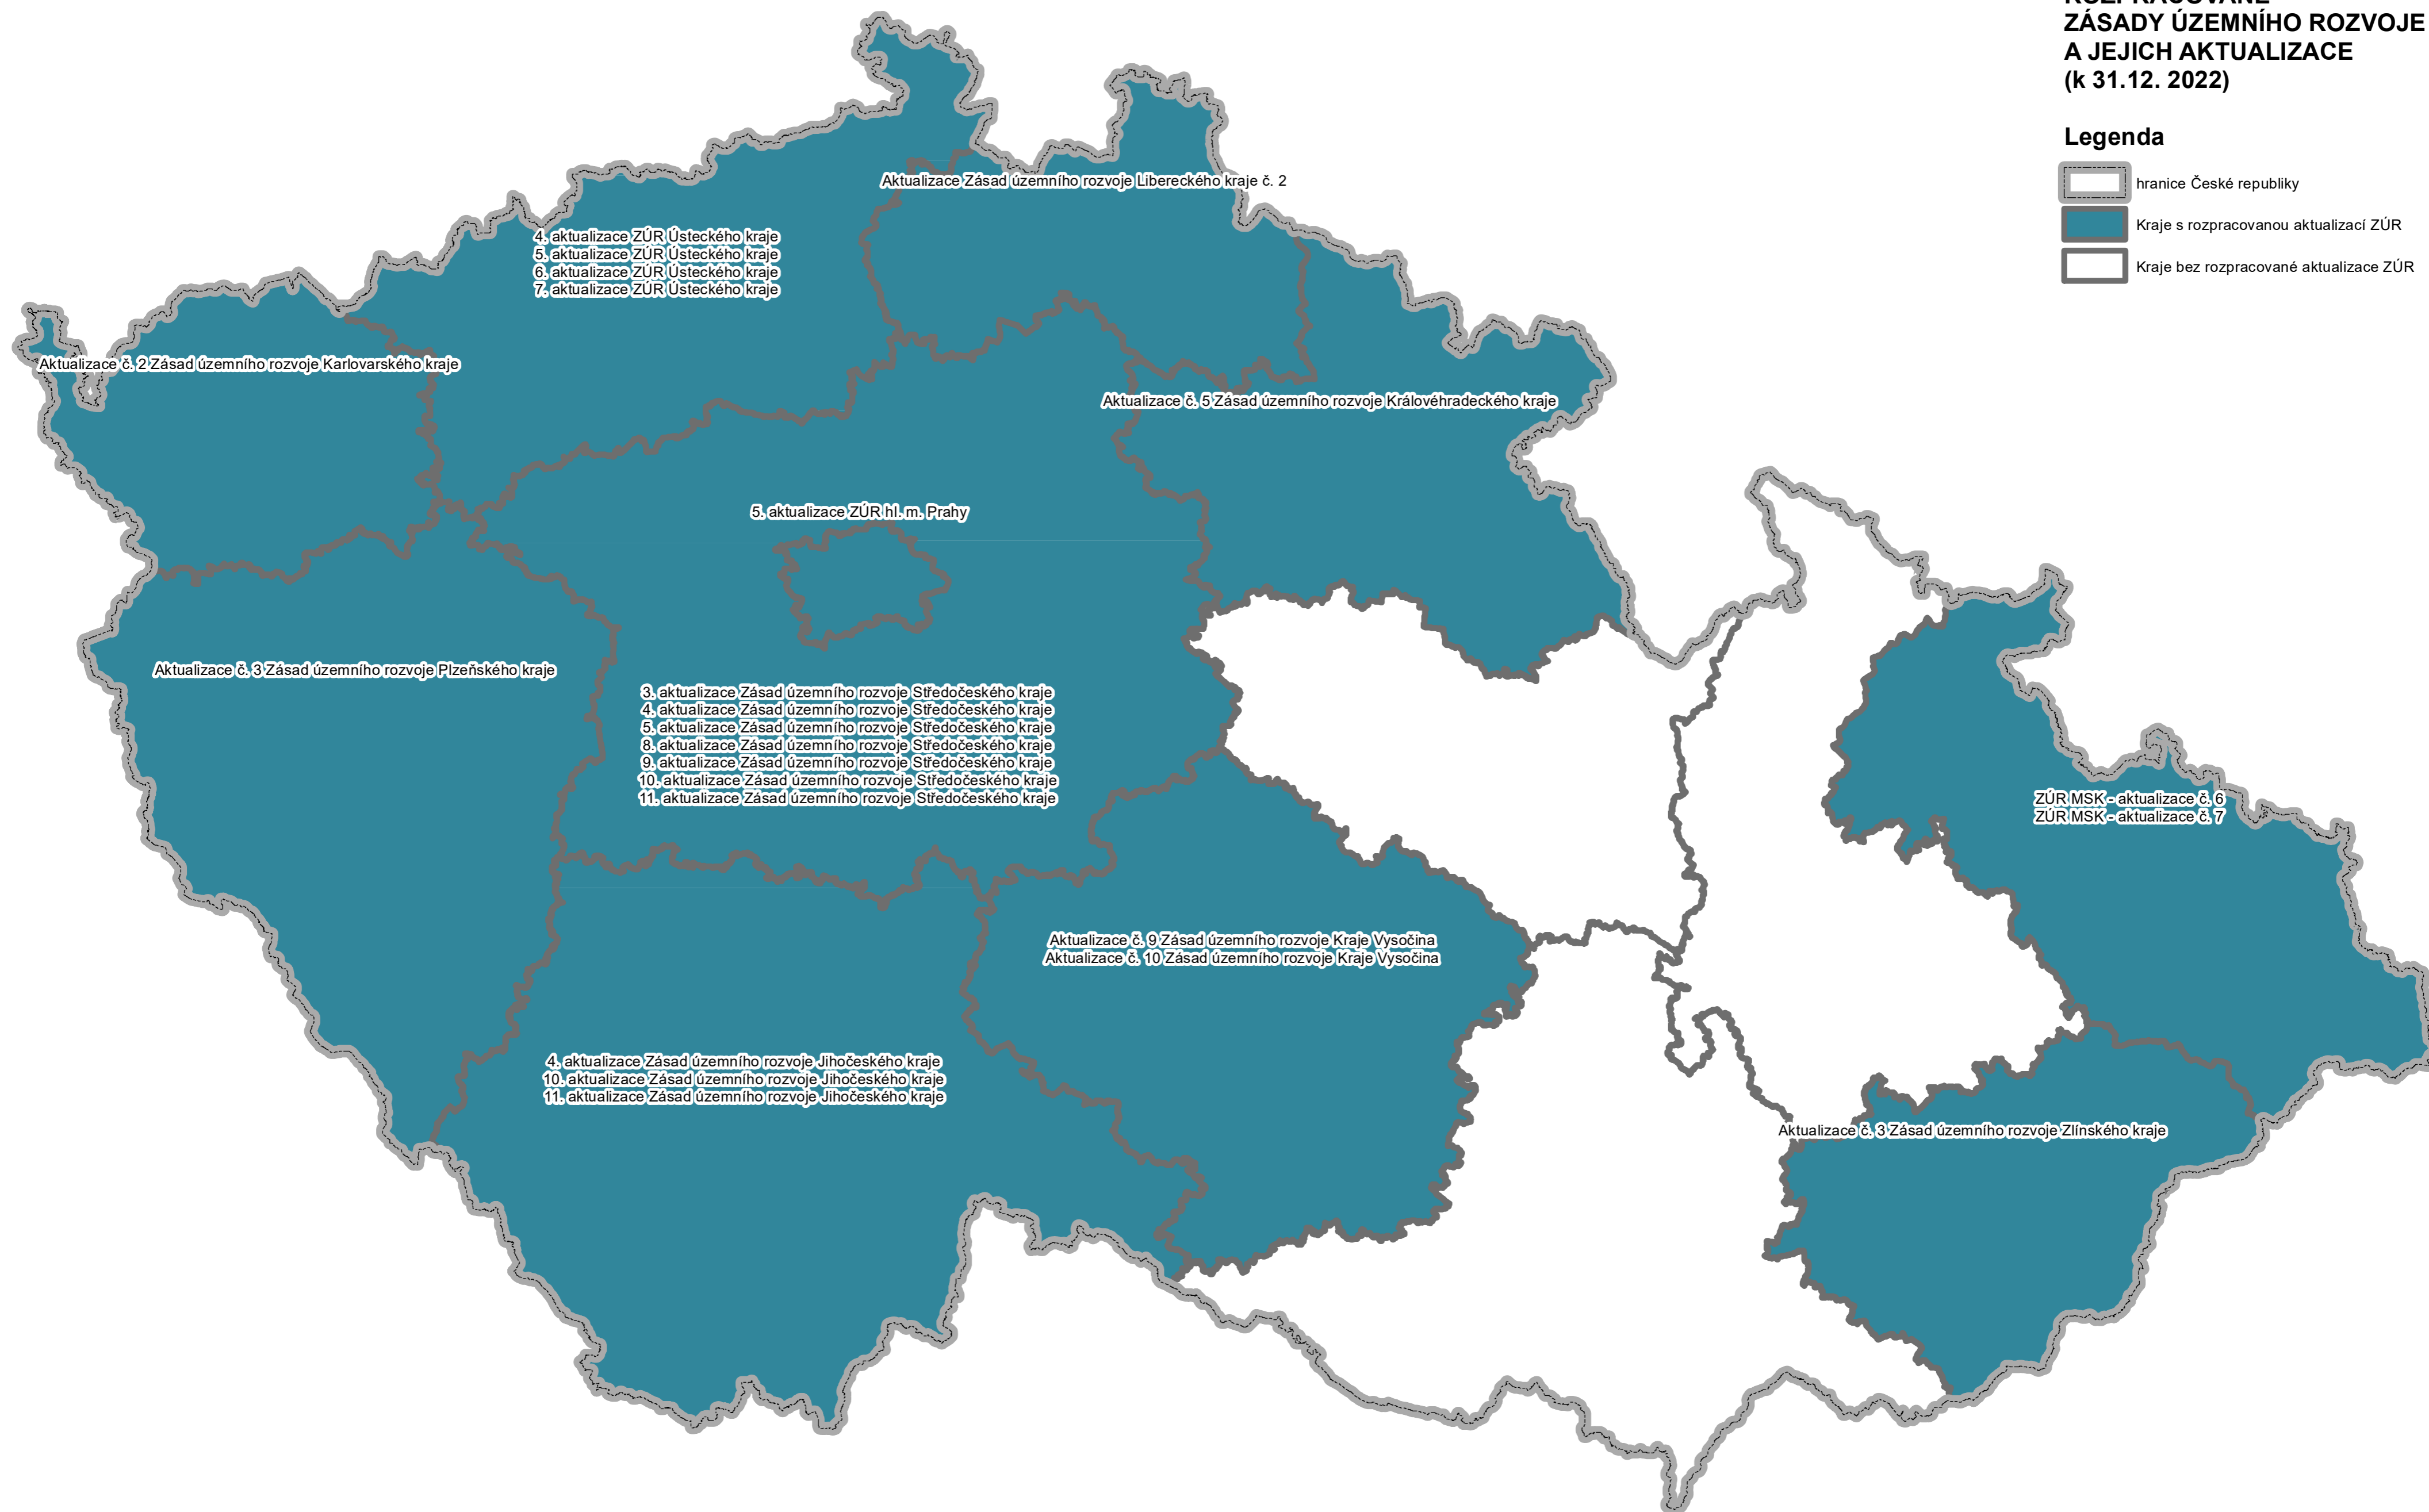 ZÁSADY ÚZEMNÍHO ROZVOJE
A JEJICH AKTUALIZACE
(k 31.12. 2022)
Legenda
hranice České republiky
Kraje s rozpracovanou aktualizací ZÚR
Kraje bez rozpracované aktualizace ZÚR
Aktualizace Zásad územního rozvoje Libereckého kraje č. 2
4. aktualizace ZÚR Ústeckého kraje
5. aktualizace ZÚR Ústeckého kraje
6. aktualizace ZÚR Ústeckého kraje
7. aktualizace ZÚR Ústeckého kraje
Aktualizace č. 2 Zásad územního rozvoje Karlovarského kraje
Aktualizace č. 5 Zásad územního rozvoje Královéhradeckého kraje
5. aktualizace ZÚR hl. m. Prahy
Aktualizace č. 3 Zásad územního rozvoje Plzeňského kraje
3. aktualizace Zásad územního rozvoje Středočeského kraje
4. aktualizace Zásad územního rozvoje Středočeského kraje
5. aktualizace Zásad územního rozvoje Středočeského kraje
8. aktualizace Zásad územního rozvoje Středočeského kraje
9. aktualizace Zásad územního rozvoje Středočeského kraje
10. aktualizace Zásad územního rozvoje Středočeského kraje
11. aktualizace Zásad územního rozvoje Středočeského kraje
ZÚR MSK - aktualizace č. 6
ZÚR MSK - aktualizace č. 7
Aktualizace č. 9 Zásad územního rozvoje Kraje Vysočina
Aktualizace č. 10 Zásad územního rozvoje Kraje Vysočina
4. aktualizace Zásad územního rozvoje Jihočeského kraje
10. aktualizace Zásad územního rozvoje Jihočeského kraje
11. aktualizace Zásad územního rozvoje Jihočeského kraje
Aktualizace č. 3 Zásad územního rozvoje Zlínského kraje